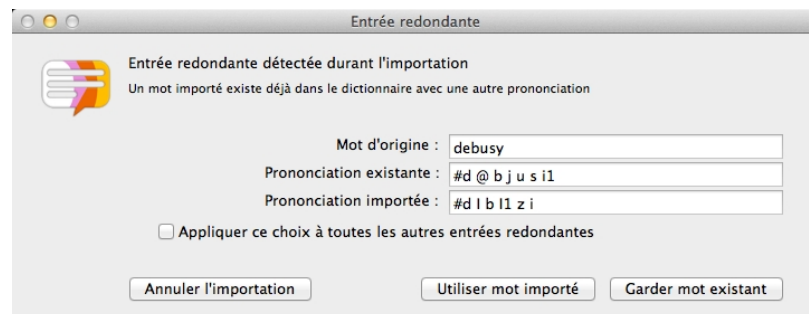 Entrée redondante
Entrée redondante détectée durant l'importation
Un mot importé existe déjà dans le dictionnaire avec une autre prononciation
Mot d'origine : debusy
Prononciation existante : #d @ b j u s i1
Prononciation importée : #d I b I1 z i
Appliquer ce choix à toutes les autres entrées redondantes
Annuler l'importation Utiliser mot importé Garder mot existant